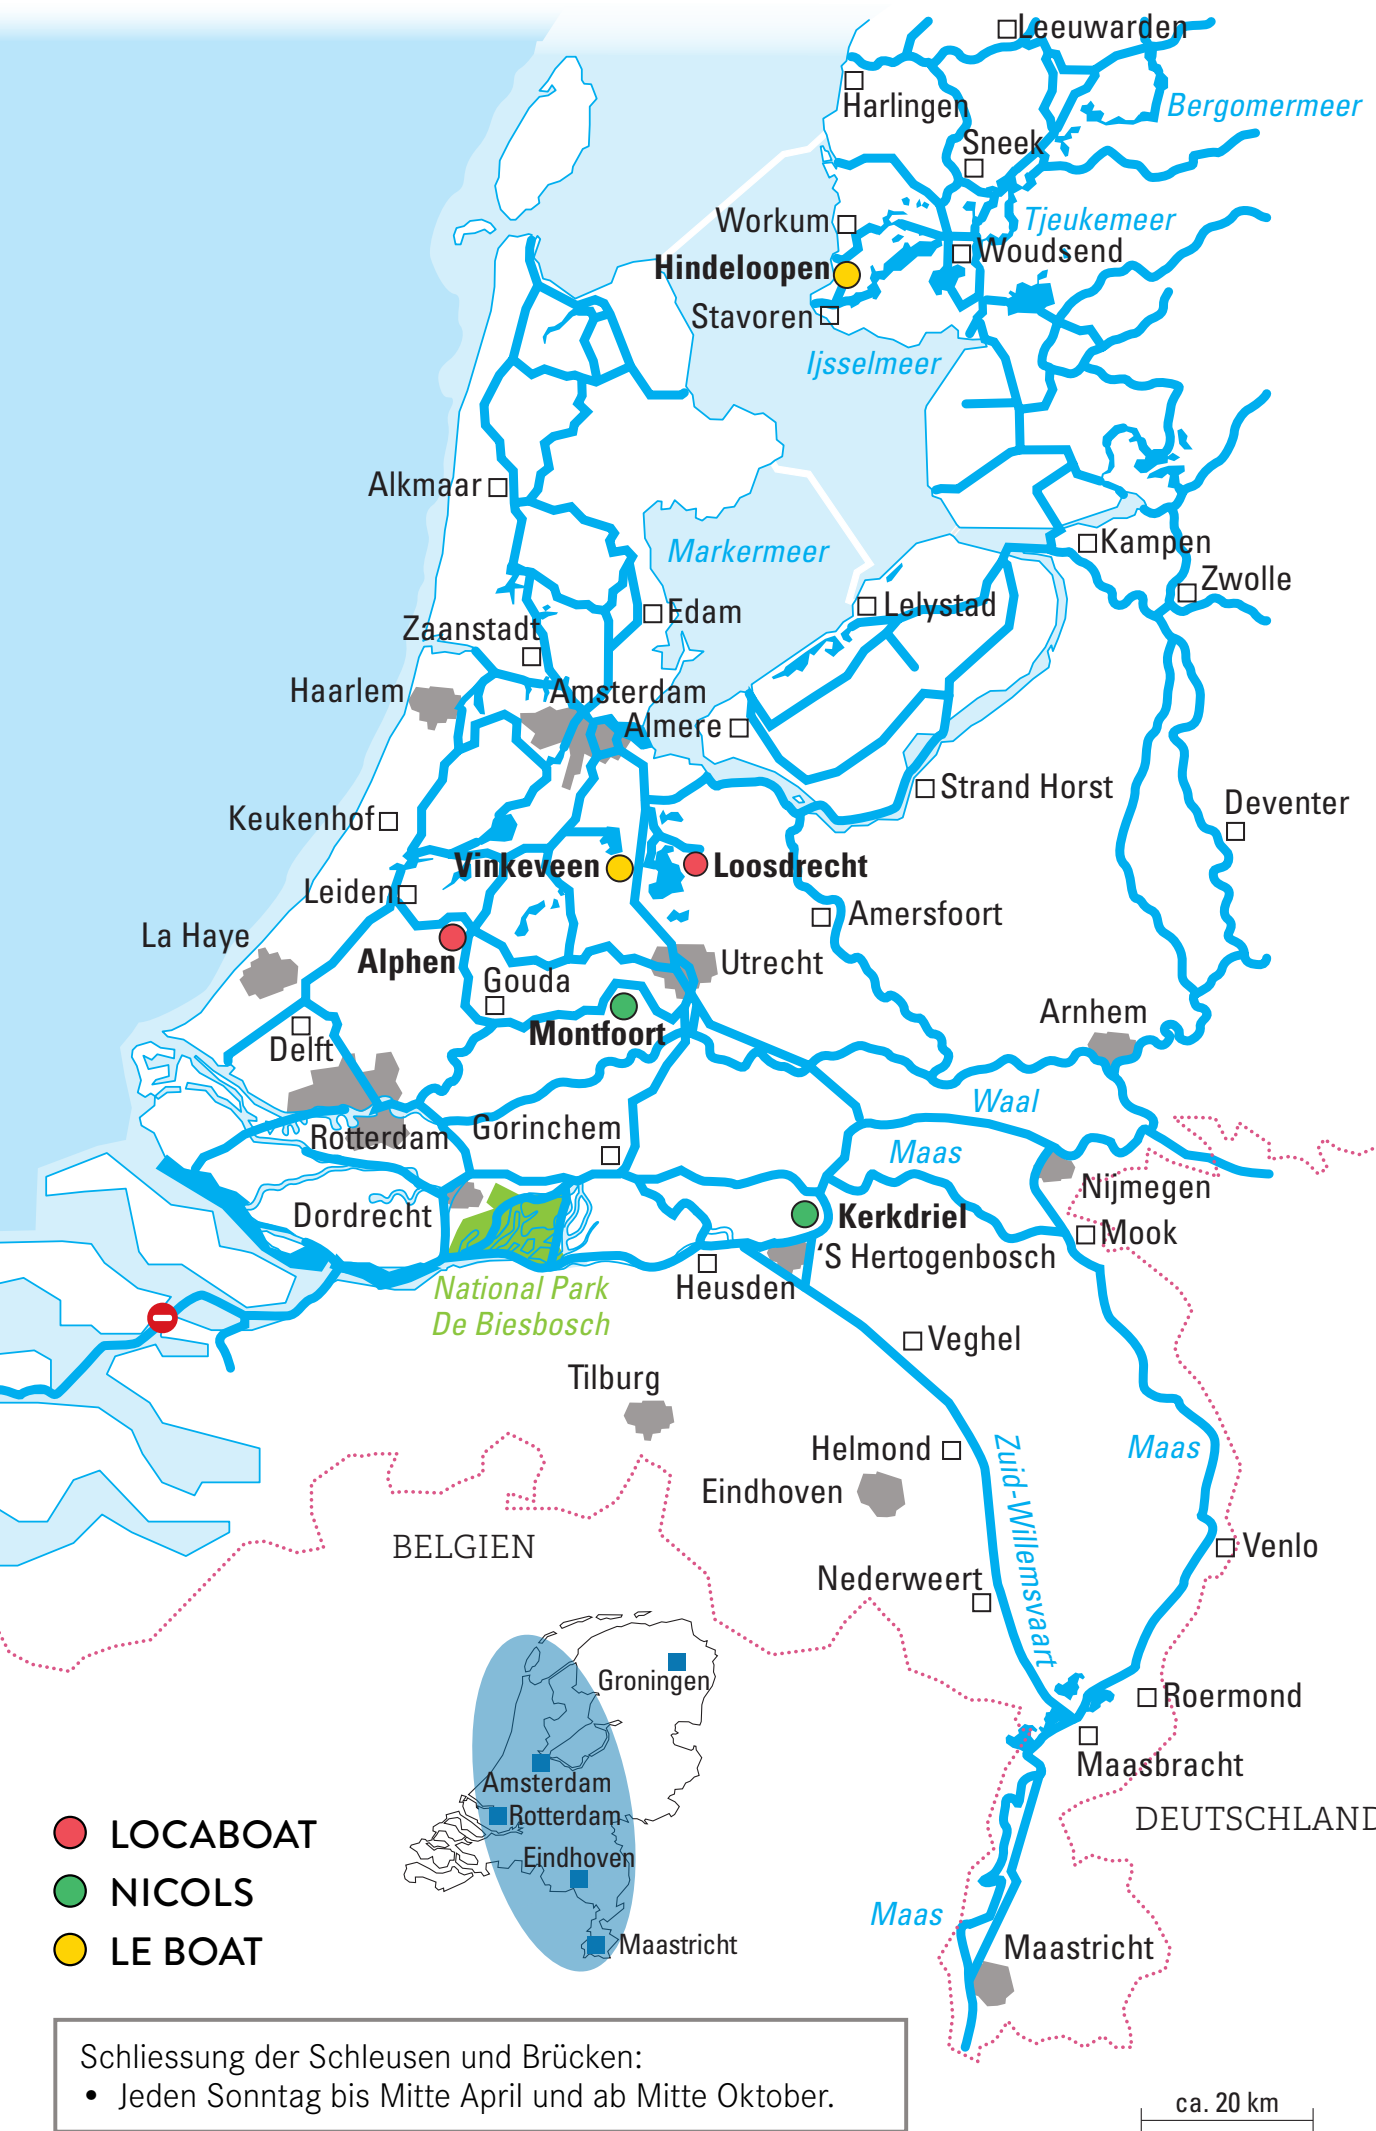 Leeuwarden
Harlingen
Bergomermeer
Sneek
Workum
Tjeukemeer
Woudsend
Hindeloopen
Stavoren
Ijsselmeer
Alkmaar
Markermeer
Kampen
Zwolle
Edam
Lelystad
Zaanstadt
Haarlem
Amsterdam
Almere
Strand Horst
Deventer
Keukenhof
Vinkeveen
Loosdrecht
Leiden
Amersfoort
La Haye
Alphen
Utrecht
Gouda
Arnhem
Montfoort
Delft
Waal
Rotterdam
Gorinchem
Maas
Nijmegen
Dordrecht
Kerkdriel
Mook
‘S Hertogenbosch
National Park
De Biesbosch
Heusden
Veghel
Tilburg
Helmond
Zuid-Willemsvaart
Maas
Eindhoven
BELGIEN
Venlo
Nederweert
Groningen
Roermond
Maasbracht
Amsterdam
Rotterdam
DEUTSCHLAND
Eindhoven
LOCABOAT
NICOLS
LE BOAT
Maas
Maastricht
Maastricht
Schliessung der Schleusen und Brücken:
• Jeden Sonntag bis Mitte April und ab Mitte Oktober.
ca. 20 km